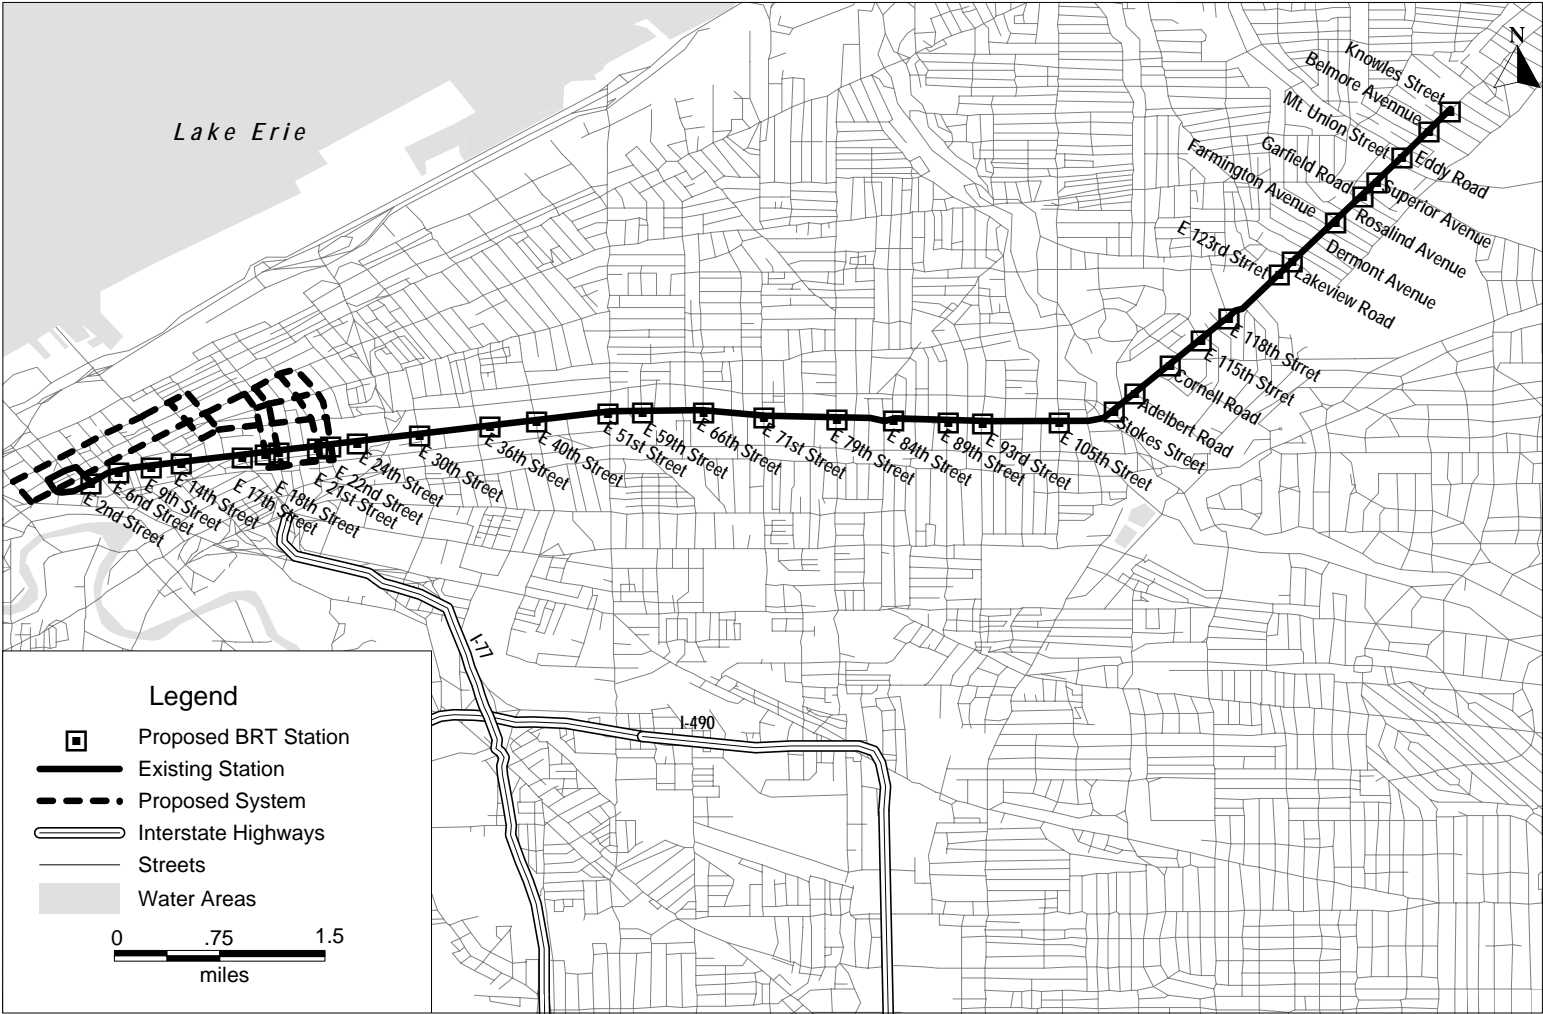 N
Lake Erie
Knowles Street
Belmore Avennue
Mt. Union Street
Eddy Road
Garfield Road
Superior Avenue
Farmington Avenue
Rosalind Avenue
Dermont Avenue
E 123rd Strret
Lakeview Road
E 118th Strret
E 115th Strret
Cornell Road
Adelbert Road
Stokes Street
E 2nd Street
E 6nd Street
E 9th Street
E 14th Street
E 17th Street
E 18th Street
E 21st Street
E 22nd Street
E 24th Street
E 30th Street
E 36th Street
E 40th Street
E 51st Street
E 59th Street
E 66th Street
E 71st Street
E 79th Street
E 84th Street
E 89th Street
E 93rd Street
E 105th Street
I-77
I-490
Legend
Proposed BRT Station
Existing Station
Proposed System
Interstate Highways
Streets
Water Areas
0 .75 1.5
miles